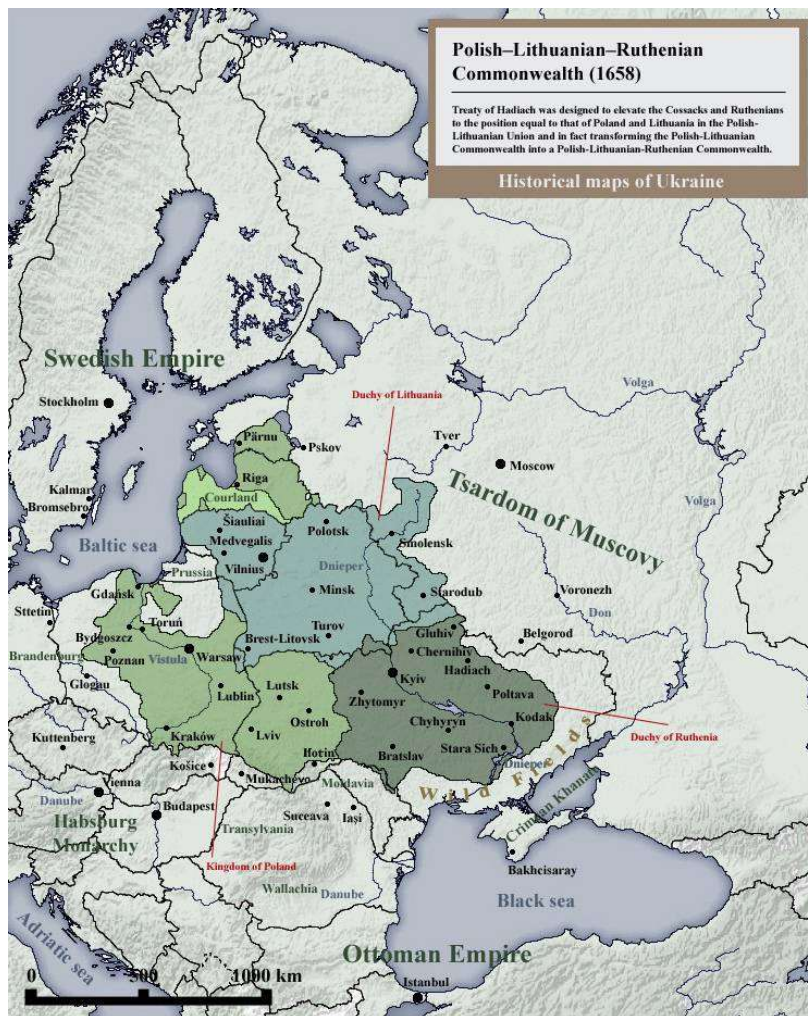 Polish–Lithuanian–Ruthenian
Commonwealth (1658)
Treaty of Hadiach was designed to elevate the Cossacks and Ruthenians
to the position equal to that of Poland and Lithuania in the Polish-
Lithuanian Union and in fact transforming the Polish-Lithuanian
Commonwealth into a Polish-Lithuanian-Ruthenian Commonwealth.
Historical maps of Ukraine
Swedish Empire
Stockholm
Volga
Duchy of Lithuania
Pärnu
Pskov
Tver
Moscow
Riga
Kalmar
Courland
Tsardom of Muscovy
Volga
Bromsebro
Šiauliai
Polotsk
Baltic sea
Medvegalis
Smolensk
Vilnius
Dnieper
Prussia
Gdańsk
Minsk
Starodub
Voronezh
Sttetin
Toruń
Don
Bydgoszcz
Turov
Gluhiv
Belgorod
Brest-Litovsk
Chernihiv
Brandenburg
Poznan
Vistula
Warsaw
Hadiach
Glogau
Kyiv
Lublin
Lutsk
Zhytomyr
Poltava
Ostroh
Chyhyryn
Kodak
Kuttenberg
Kraków
Lviv
Duchy of Ruthenia
Košice
Hotin
Bratslav
Stara Sich
Dnieper
Mukachevo
Moldavia
Wild Fields
Vienna
Danube
Budapest
Suceava
Iași
Crimean Khanate
Habsburg
Monarchy
Transylvania
Kingdom of Poland
Bakhcisaray
Wallachia
Danube
Black sea
Adriatic sea
Ottoman Empire
0 500 1000 km
Istanbul